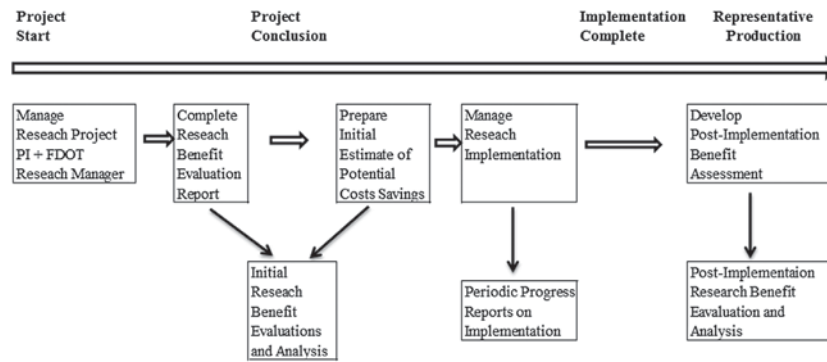 Project
Start
Project
Conclusion
Implementation
Complete
Representative
Production
Manage
Reseach Project
PI + FDOT
Reseach Manager
Complete
Reseach
Benefit
Evaluation
Report
Prepare
Initial
Estimate of
Potential
Costs Savings
Manage
Reseach
Implementation
Develop
Post-Implementation
Benefit
Assessment
Initial
Reseach
Benefit
Evaluations
and Analysis
Periodic Progress
Reports on
Implementation
Post-Implementaion
Research Benefit
Eavaluation and
Analysis